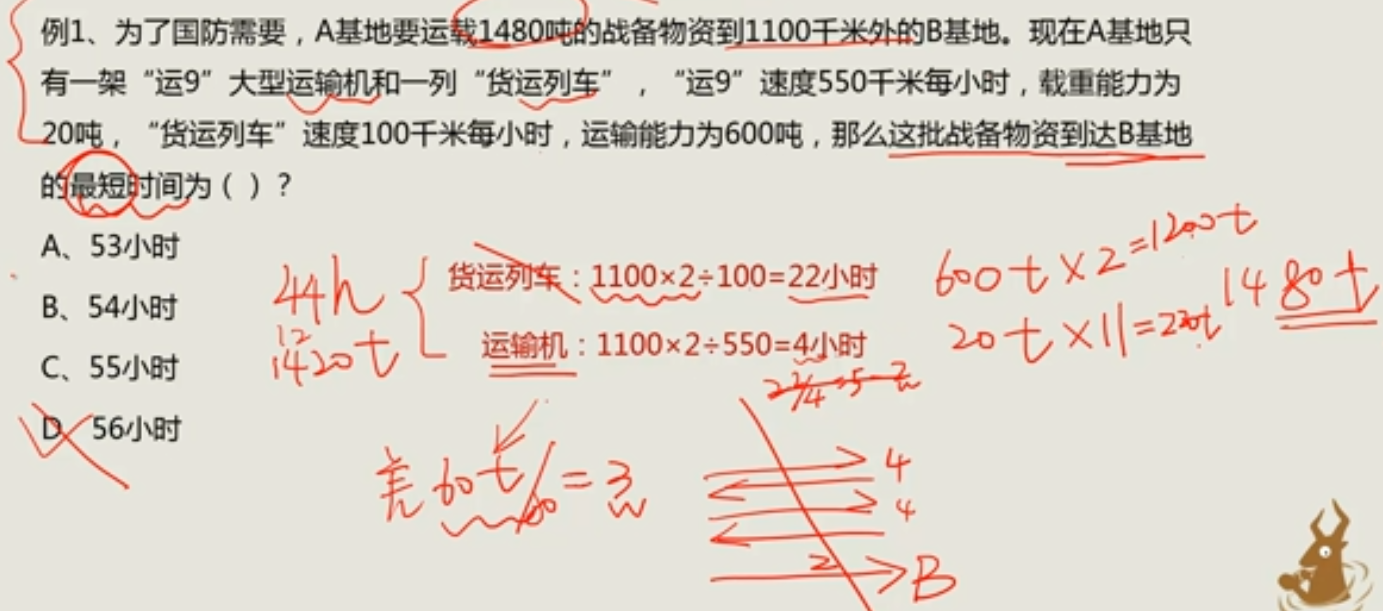 例1、为了国防需要，A基地要运载1480吨的战备物资到1100千米外的B基地。现在A基地只
有一架“运9”大型运输机和一列“货运列车”，“运9”速度550千米每小时，载重能力为
20吨，“货运列车”速度100千米每小时，运输能力为600吨，那么这批战备物资到达B基地
的最短时间为（ ）？
A、53小时
B、54小时
C、55小时
D、56小时
货运列车：1100×2÷100=22小时
运输机：1100×2÷550=4小时
44h
1420t
600t×2=1200t
20t×11=220t
1480t
差60t/20=3
4
4
2
B